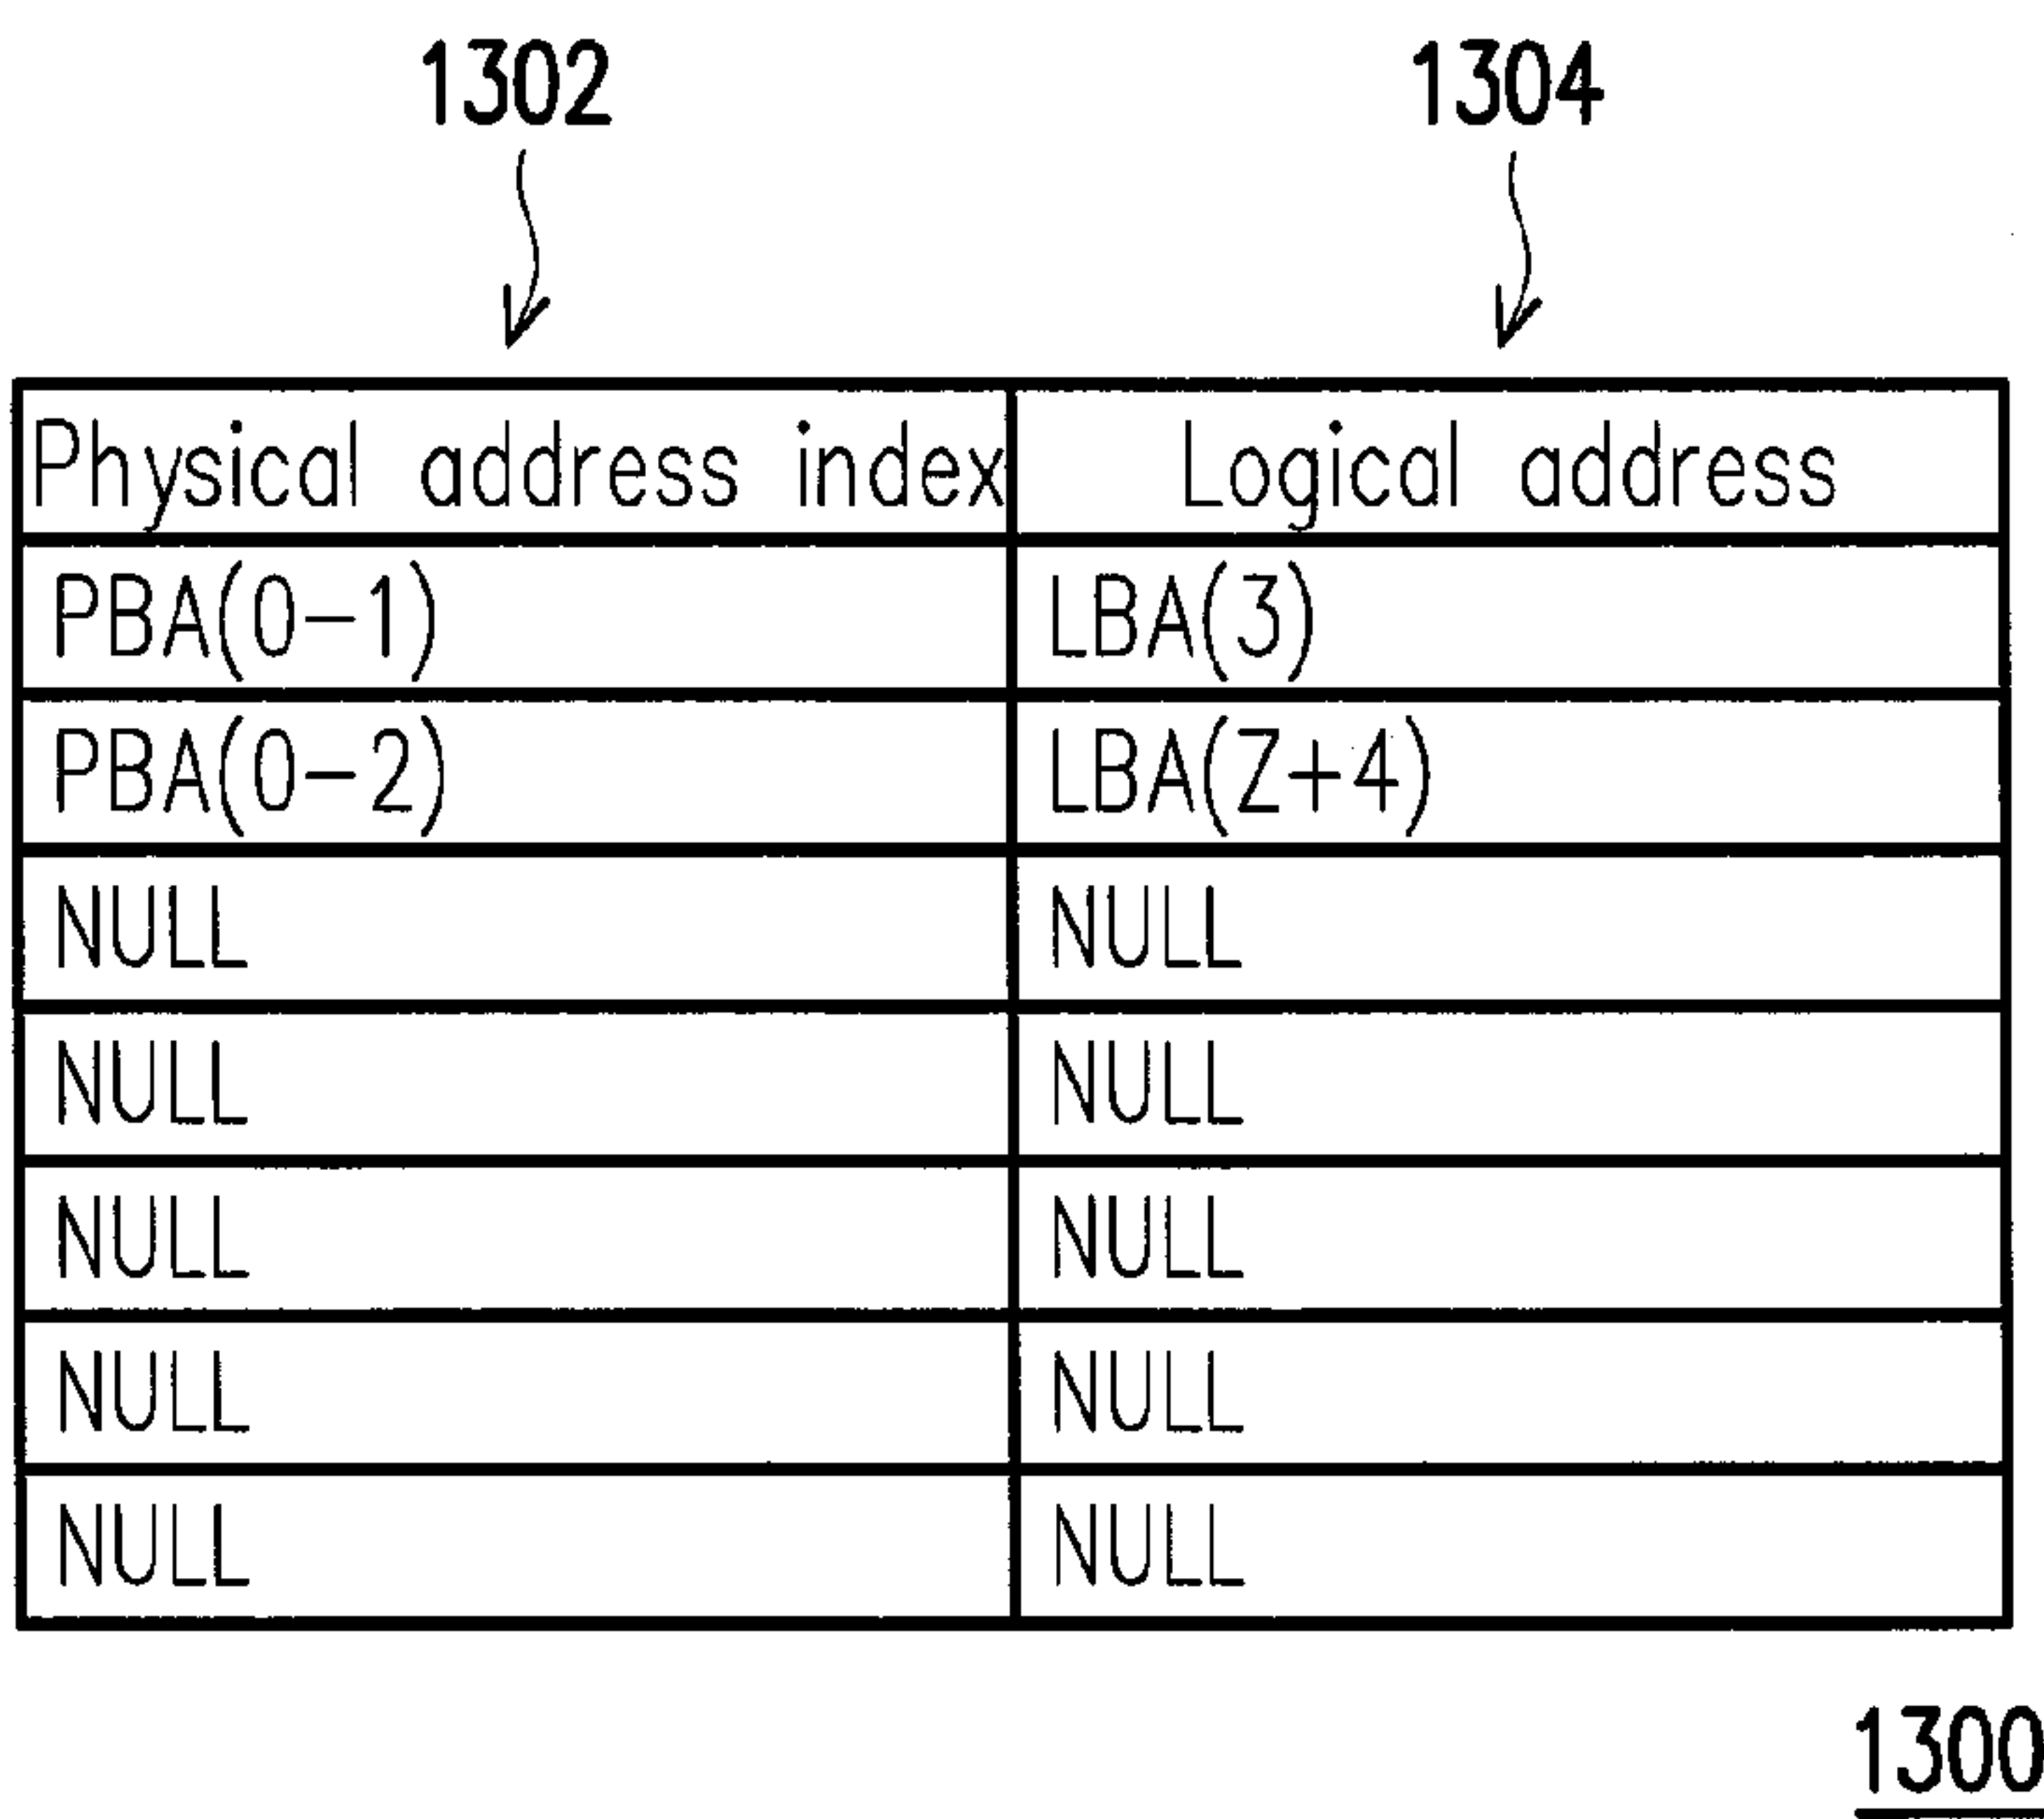 1302 1304
Physical address index Logical address
PBA(0-1) LBA(3)
PBA(0-2) LBA(Z+4)
NULL NULL
NULL NULL
NULL NULL
NULL NULL
NULL NULL
1300